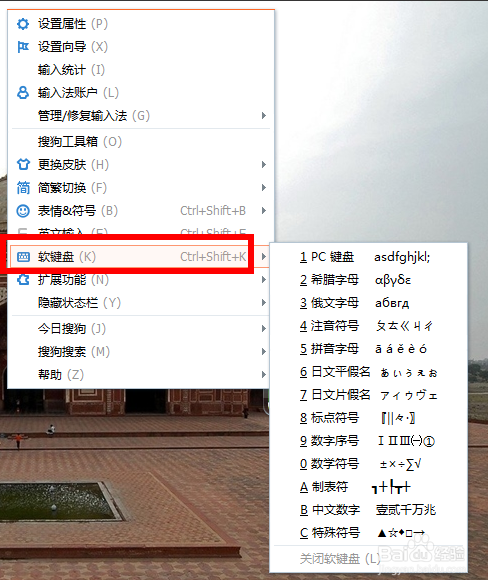 设置属性 (P)
设置向导 (X)
输入统计 (I)
输入法账户 (L)
管理/修复输入法 (G)
搜狗工具箱 (O)
更换皮肤 (H)
简 简繁切换 (F)
表情&符号 (B) Ctrl+Shift+B
英文输入 (E) Ctrl+Shift+E
软键盘 (K) Ctrl+Shift+K
扩展功能 (N)
隐藏状态栏 (Y)
今日搜狗 (J)
搜狗搜索 (M)
帮助 (Z)
1 PC 键盘 asdfghjkl;
2 希腊字母 αβγδε
3 俄文字母 абвгд
4 注音符号 ㄆㄊㄍㄐㄔ
5 拼音字母 āáěèó
6 日文平假名 ぁぃぅぇぉ
7 日文片假名 ァィゥヴェ
8 标点符号 〖‖々·〗
9 数字序号 ⅠⅡⅢ㈠①
0 数学符号 ±×÷∑√
A 制表符 ┓┼╂┯┼
B 中文数字 壹贰千万兆
C 特殊符号 ▲☆◆□→
关闭软键盘 (L)